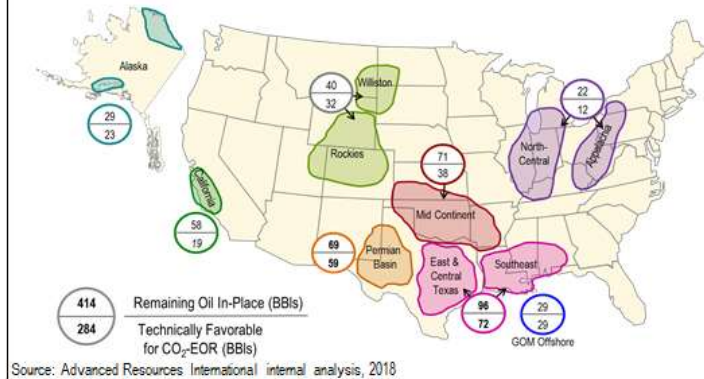 Alaska
29
23
Williston
40
32
Rockies
22
12
North-
Central
Appalachia
71
38
Mid Continent
California
58
19
69
59
Permian
Basin
East &
Central
Texas
Southeast
96
72
29
29
GOM Offshore
414
284
Remaining Oil In-Place (BBls)
Technically Favorable
for CO₂-EOR (BBls)
Source: Advanced Resources International internal analysis, 2018